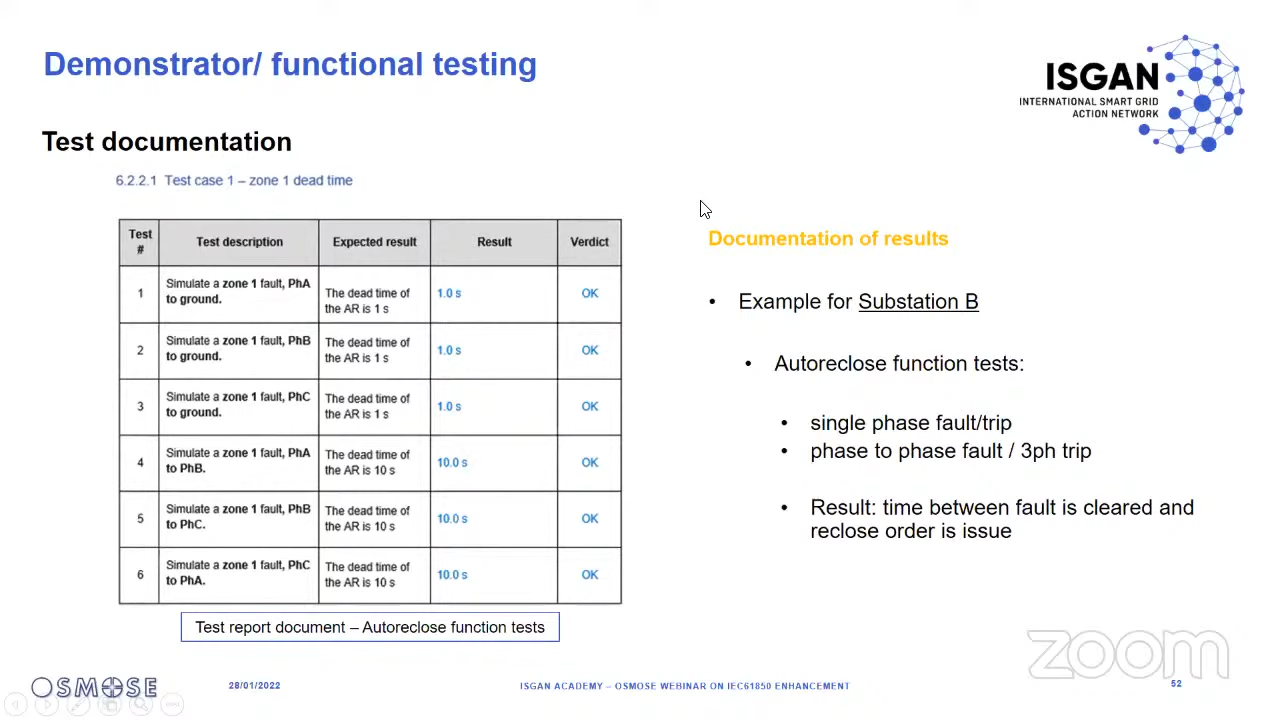 Demonstrator/ functional testing
ISGAN
INTERNATIONAL SMART GRID
ACTION NETWORK
Test documentation
6.2.2.1 Test case 1 – zone 1 dead time
Test # Test description Expected result Result Verdict
1 Simulate a zone 1 fault, PhA to ground. The dead time of the AR is 1 s 1.0 s OK
2 Simulate a zone 1 fault, PhB to ground. The dead time of the AR is 1 s 1.0 s OK
3 Simulate a zone 1 fault, PhC to ground. The dead time of the AR is 1 s 1.0 s OK
4 Simulate a zone 1 fault, PhA to PhB. The dead time of the AR is 10 s 10.0 s OK
5 Simulate a zone 1 fault, PhB to PhC. The dead time of the AR is 10 s 10.0 s OK
6 Simulate a zone 1 fault, PhC to PhA. The dead time of the AR is 10 s 10.0 s OK
Test report document – Autoreclose function tests
Documentation of results
• Example for Substation B
• Autoreclose function tests:
• single phase fault/trip
• phase to phase fault / 3ph trip
• Result: time between fault is cleared and
reclose order is issue
zoom
OSMOSE
28/01/2022
ISGAN ACADEMY – OSMOSE WEBINAR ON IEC61850 ENHANCEMENT
52